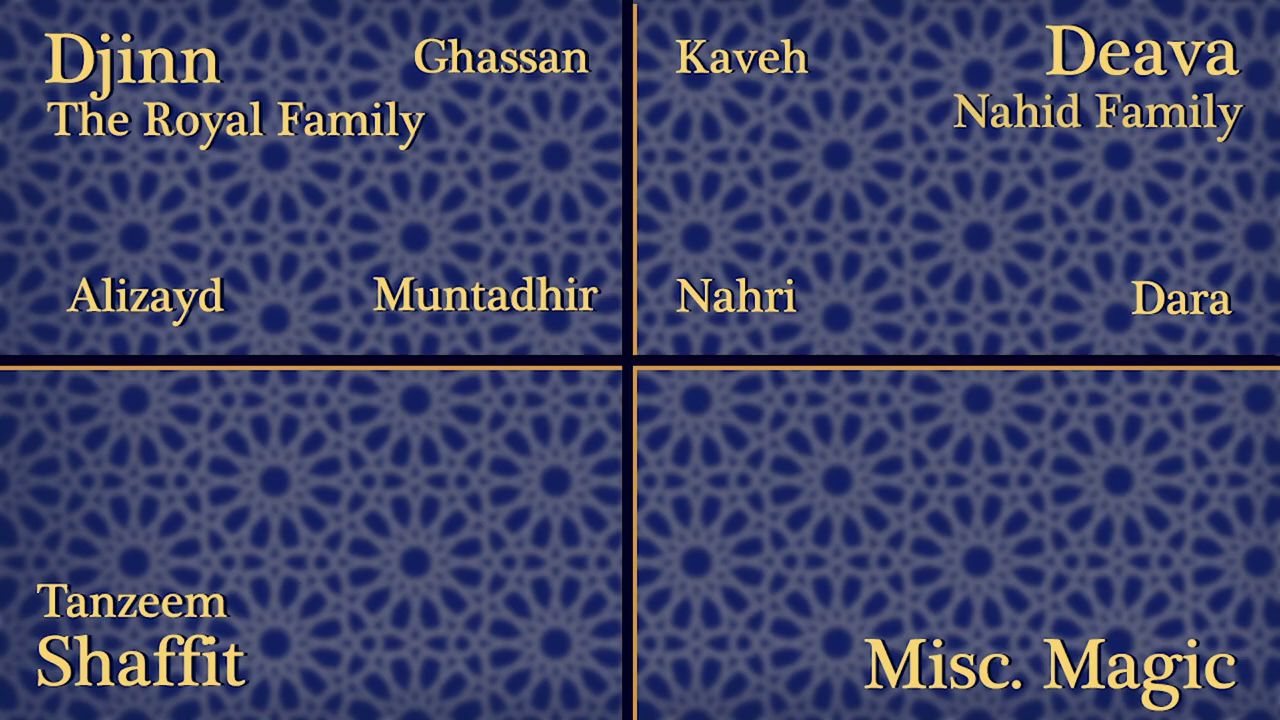 Djinn
The Royal Family
Ghassan
Alizayd
Muntadhir
Kaveh
Deava
Nahid Family
Nahri
Dara
Tanzeem
Shaffit
Misc. Magic